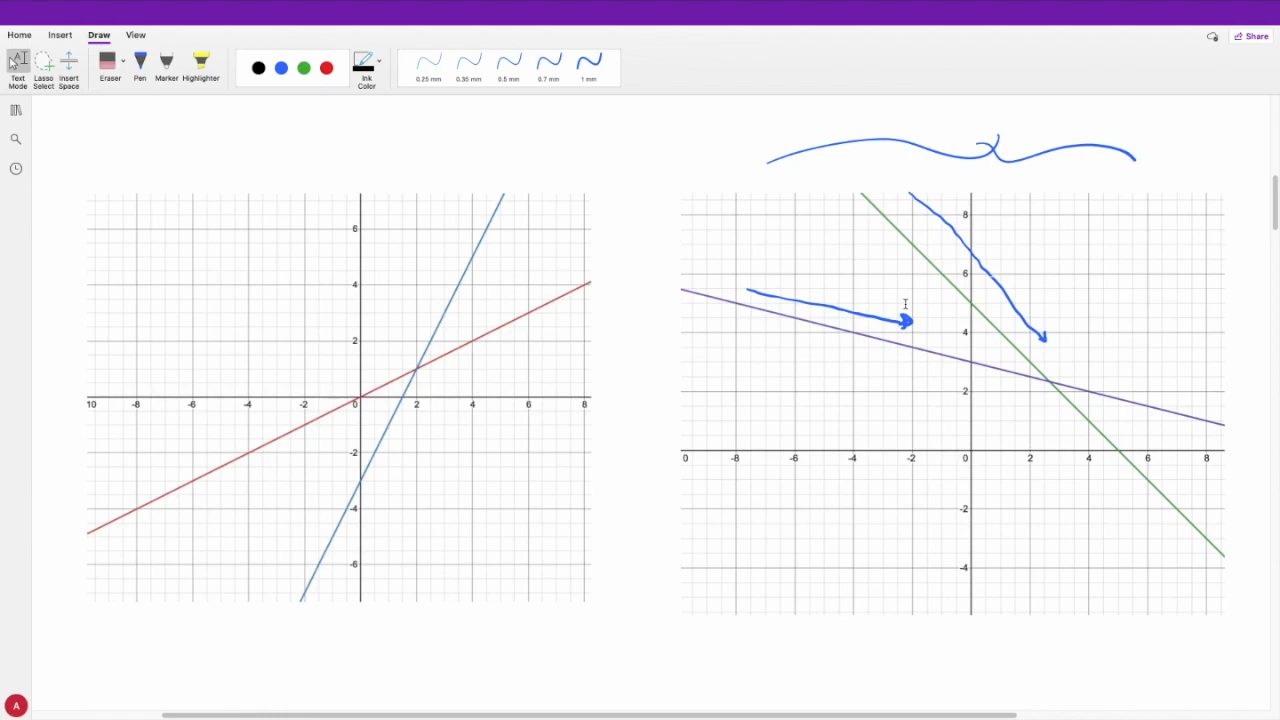 Home Insert Draw View
Share
Text Mode
Lasso Select
Insert Space
Eraser
Pen
Marker
Highlighter
Ink Color
0.25 mm 0.35 mm 0.5 mm 0.7 mm 1 mm
6
4
2
10 -8 -6 -4 -2 0 2 4 6 8
-2
-4
-6
8
6
4
2
0 -8 -6 -4 -2 0 2 4 6 8
-2
-4
A